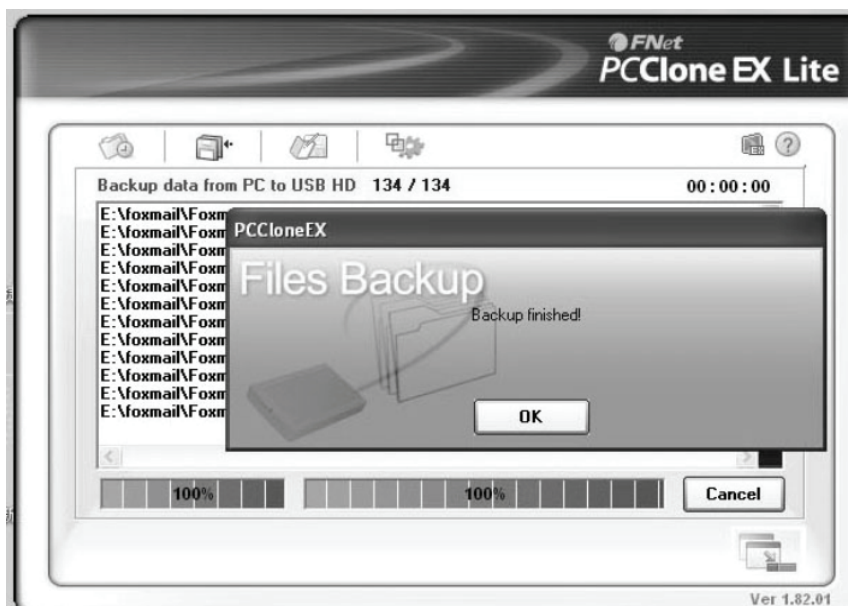 FNet
PCClone EX Lite
Backup data from PC to USB HD 134 / 134 00:00:00
E:\foxmail\Foxm
E:\foxmail\Foxm
E:\foxmail\Foxm
E:\foxmail\Foxm
E:\foxmail\Foxm
E:\foxmail\Foxm
E:\foxmail\Foxm
E:\foxmail\Foxm
E:\foxmail\Foxm
E:\foxmail\Foxm
E:\foxmail\Foxm
E:\foxmail\Foxm
PCCloneEX
Files Backup
Backup finished!
OK
100% 100% Cancel
Ver 1.82.01